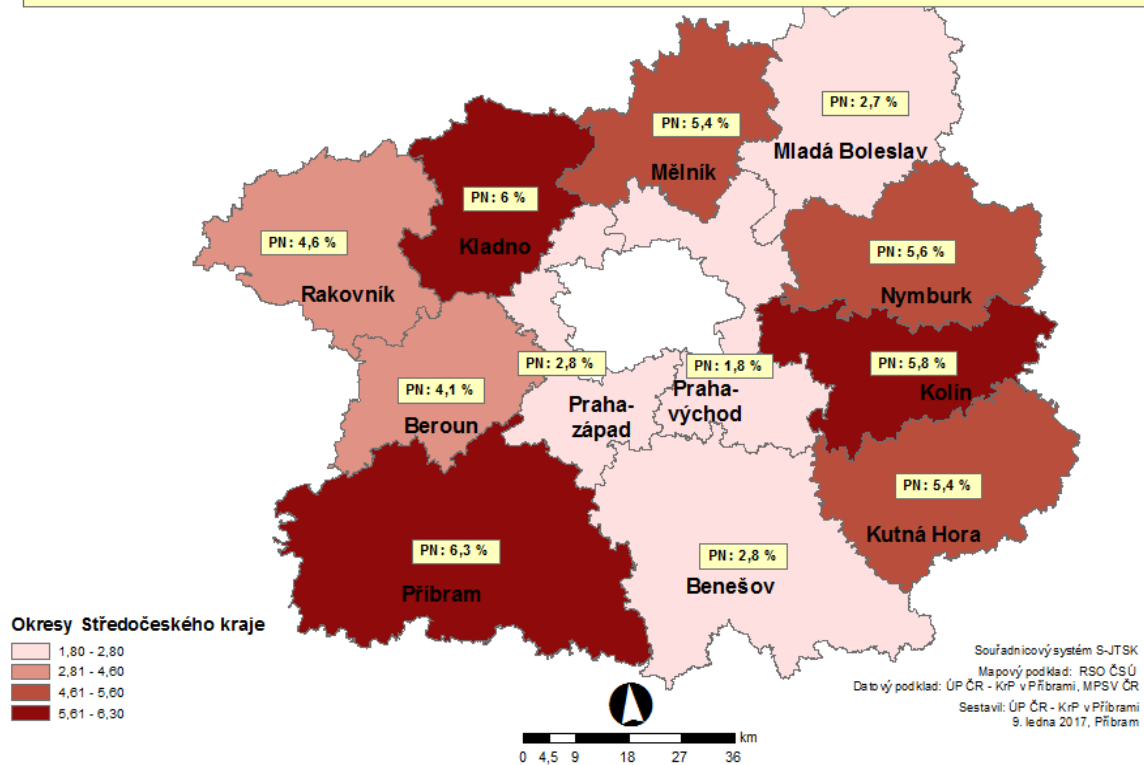 PN: 2,7 %
Mladá Boleslav
PN: 5,4 %
Mělník
PN: 6 %
Kladno
PN: 4,6 %
Rakovník
PN: 5,6 %
Nymburk
PN: 2,8 %
Praha-
západ
PN: 1,8 %
Praha-
východ
PN: 5,8 %
Kolín
PN: 4,1 %
Beroun
PN: 5,4 %
Kutná Hora
PN: 6,3 %
Příbram
PN: 2,8 %
Benešov
Okresy Středočeského kraje
1,80 - 2,80
2,81 - 4,60
4,61 - 5,60
5,61 - 6,30
Souřadnicový systém S-JTSK
Mapový podklad: RSO ČSÚ
Datový podklad: ÚP ČR - KrP v Příbrami, MPSV ČR
Sestavil: ÚP ČR - KrP v Příbrami
9. ledna 2017, Příbram
km
0 4,5 9 18 27 36